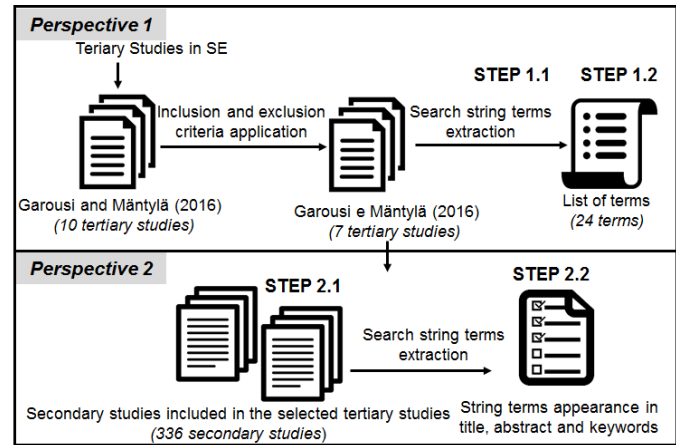 Perspective 1
Teriary Studies in SE
STEP 1.1
STEP 1.2
Inclusion and exclusion
criteria application
Search string terms
extraction
Garousi and Mäntylä (2016)
(10 tertiary studies)
Garousi e Mäntylä (2016)
(7 tertiary studies)
List of terms
(24 terms)
Perspective 2
STEP 2.1
STEP 2.2
Search string terms
extraction
Secondary studies included in the selected tertiary studies
(336 secondary studies)
String terms appearance in
title, abstract and keywords